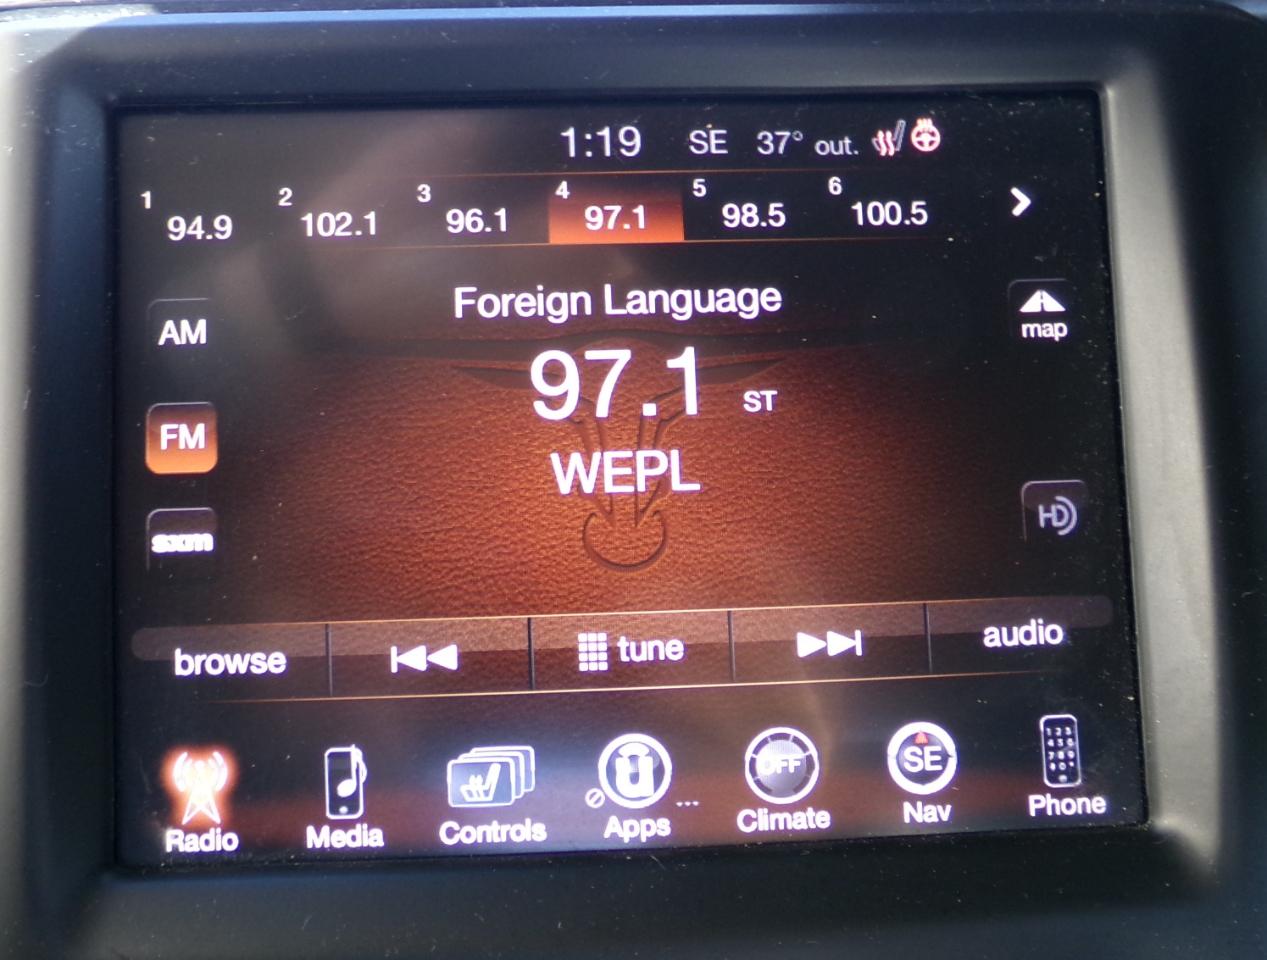 1:19 SE 37° out.
1 94.9 2 102.1 3 96.1 4 97.1 5 98.5 6 100.5
Foreign Language
AM
map
97.1 ST
FM
WEPL
sxm
HD
browse tune audio
OFF SE
Radio Media Controls Apps ... Climate Nav Phone